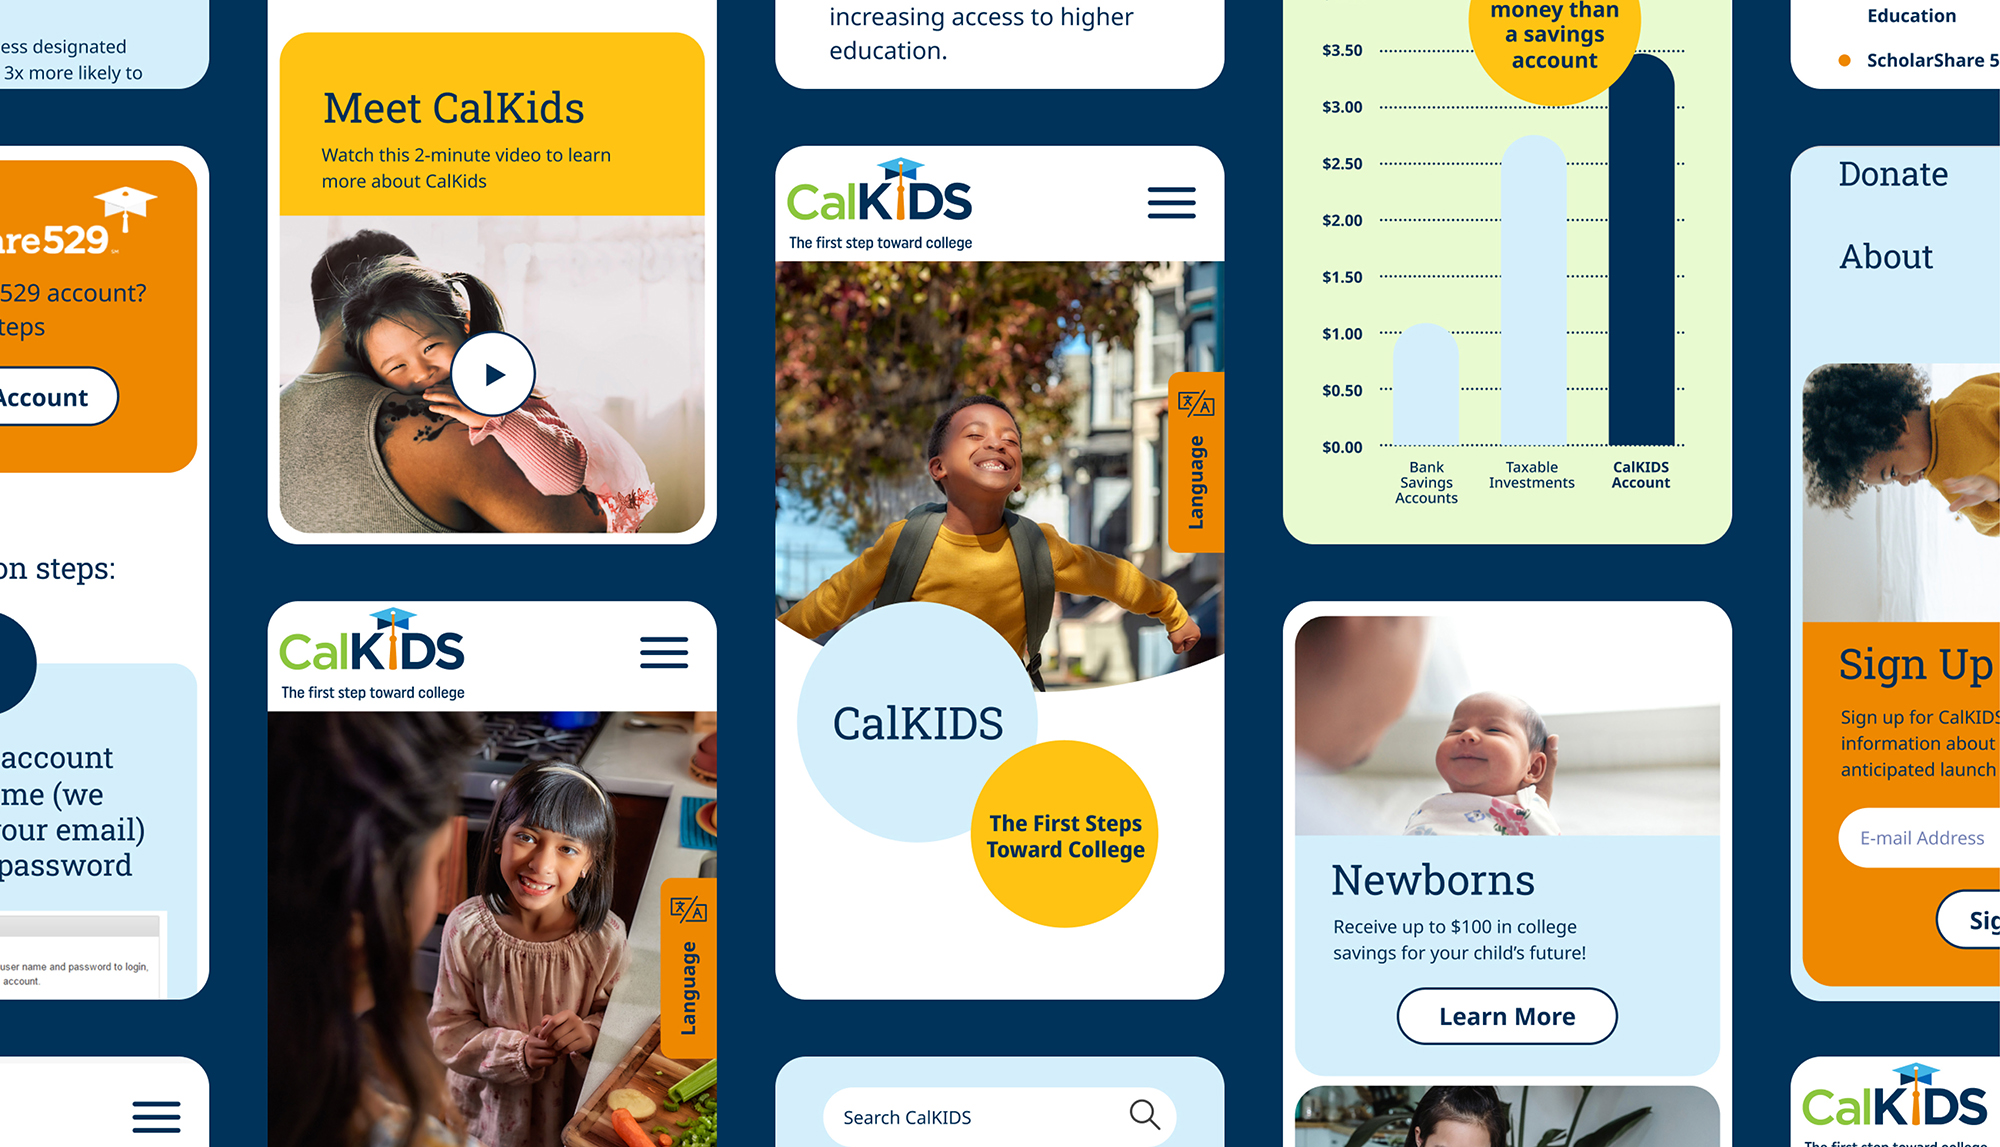 ess designated
3x more likely to
are529
529 account?
teps
Account
on steps:
account
me (we
your email)
password
user name and password to login,
account.
Meet CalKids
Watch this 2-minute video to learn
more about CalKids
CalKIDS
The first step toward college
Language
increasing access to higher
education.
CalKIDS
The first step toward college
Language
CalKIDS
The First Steps
Toward College
Search CalKIDS
money than
a savings
account
$3.50
$3.00
$2.50
$2.00
$1.50
$1.00
$0.50
$0.00
Bank
Savings
Accounts
Taxable
Investments
CalKIDS
Account
Newborns
Receive up to $100 in college
savings for your child’s future!
Learn More
Education
ScholarShare 5
Donate
About
Sign Up
Sign up for CalKIDS
information about
anticipated launch
E-mail Address
Sig
CalKIDS
The first step toward college